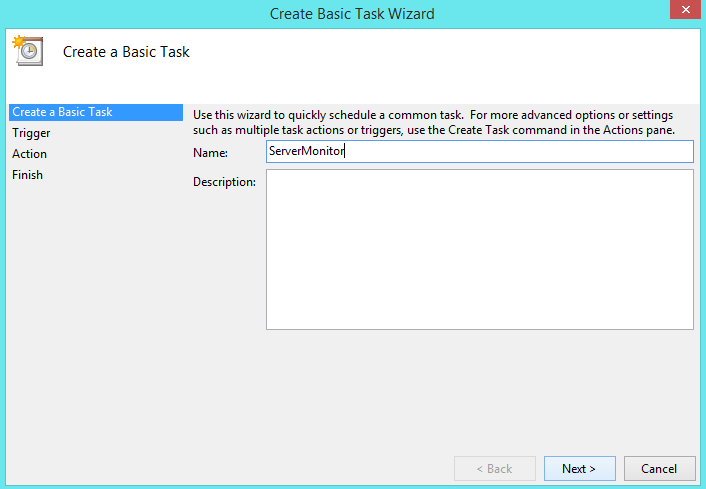 Create Basic Task Wizard
Create a Basic Task
Create a Basic Task
Trigger
Action
Finish
Use this wizard to quickly schedule a common task.  For more advanced options or settings
such as multiple task actions or triggers, use the Create Task command in the Actions pane.
Name: ServerMonitor
Description:
< Back Next > Cancel